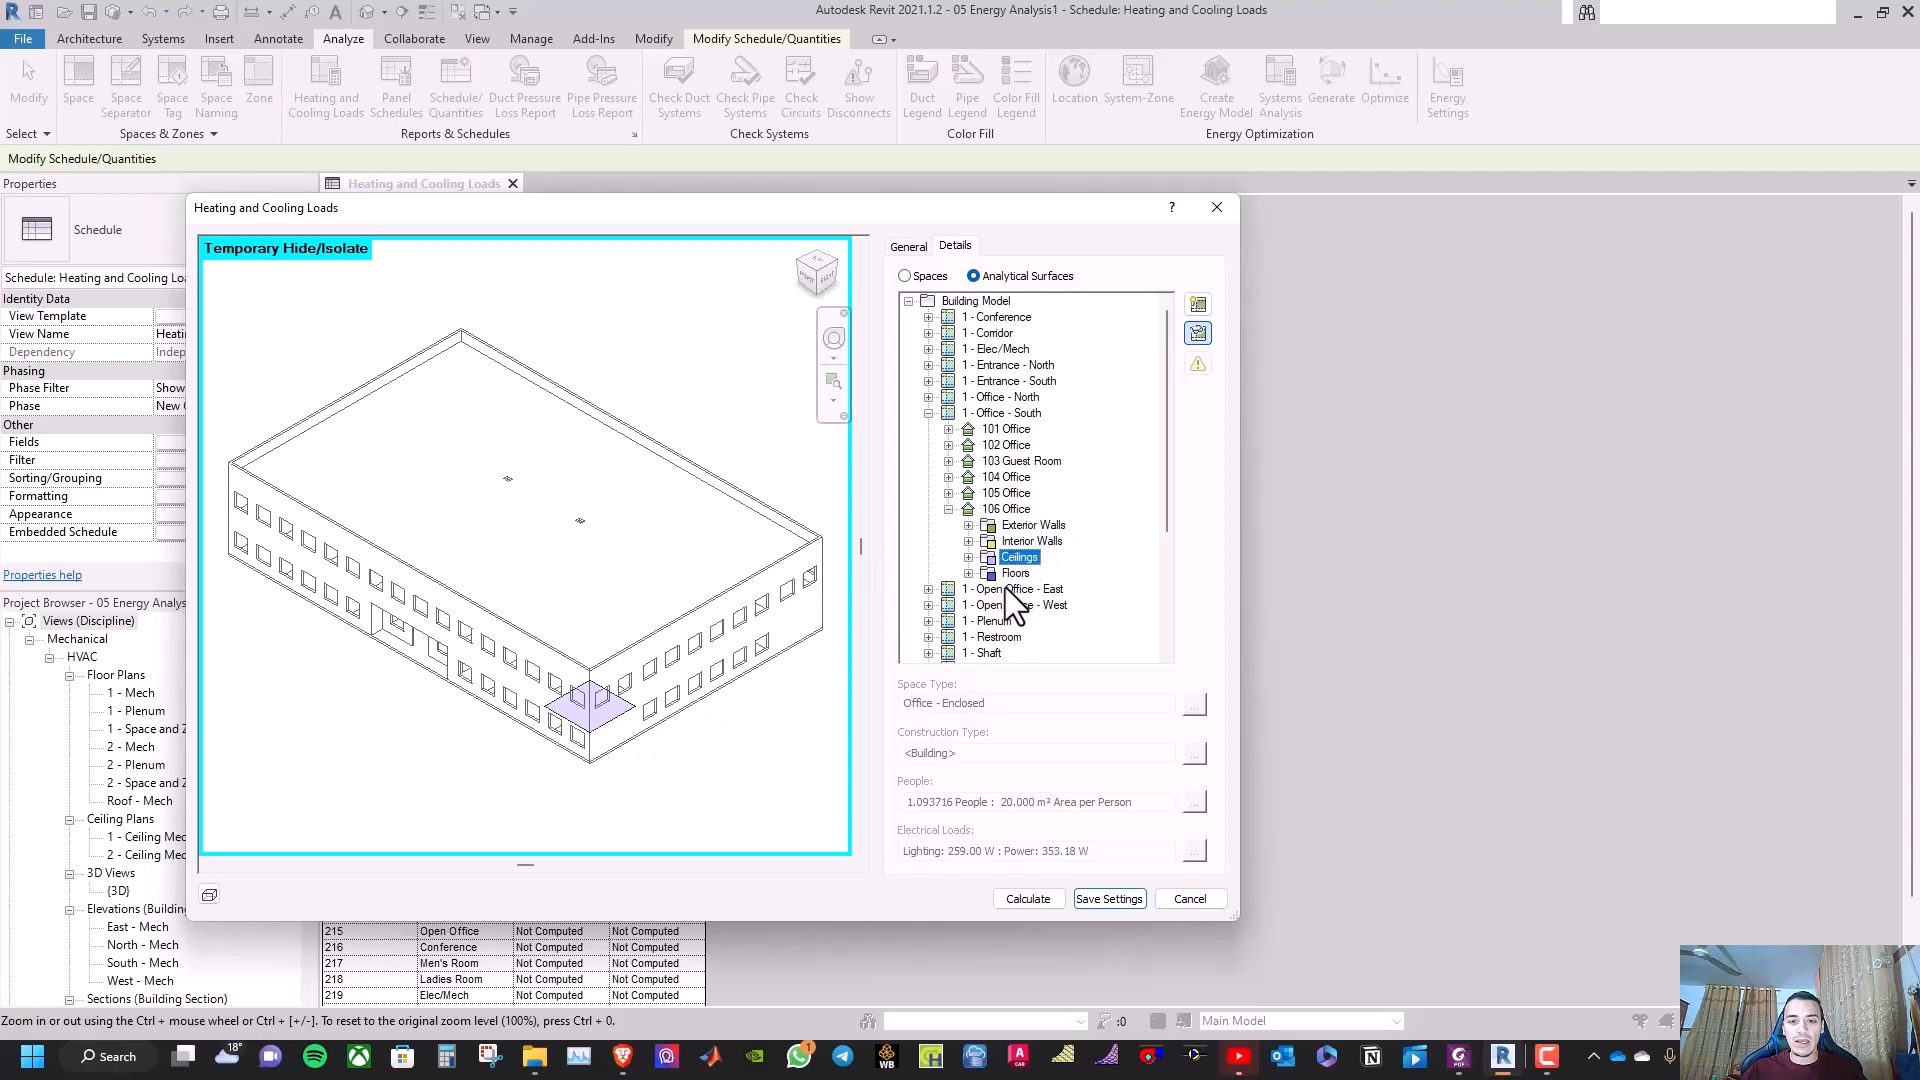 Autodesk Revit 2021.1.2 - 05 Energy Analysis1 - Schedule: Heating and Cooling Loads
File Architecture Systems Insert Annotate Analyze Collaborate View Manage Add-Ins Modify Modify Schedule/Quantities
Modify Space Space Separator Space Tag Space Naming Zone Heating and Cooling Loads Panel Schedules Schedule/ Quantities Duct Pressure Loss Report Pipe Pressure Loss Report Check Duct Systems Check Pipe Systems Check Circuits Show Disconnects Duct Legend Pipe Legend Color Fill Legend Location System-Zone Create Energy Model Systems Analysis Generate Optimize Energy Settings
Select Spaces & Zones Reports & Schedules Check Systems Color Fill Energy Optimization
Modify Schedule/Quantities
Properties
Heating and Cooling Loads
Schedule
Schedule: Heating and Cooling Loa
Identity Data
View Template
View Name Heati
Dependency Indep
Phasing
Phase Filter Show
Phase New C
Other
Fields
Filter
Sorting/Grouping
Formatting
Appearance
Embedded Schedule
Properties help
Project Browser - 05 Energy Analys
Views (Discipline)
Mechanical
HVAC
Floor Plans
1 - Mech
1 - Plenum
1 - Space and Z
2 - Mech
2 - Plenum
2 - Space and Z
Roof - Mech
Ceiling Plans
1 - Ceiling Mec
2 - Ceiling Mec
3D Views
{3D}
Elevations (Building
East - Mech
North - Mech
South - Mech
West - Mech
Sections (Building Section)
Heating and Cooling Loads
?
Temporary Hide/Isolate
General Details
Spaces Analytical Surfaces
Building Model
1 - Conference
1 - Corridor
1 - Elec/Mech
1 - Entrance - North
1 - Entrance - South
1 - Office - North
1 - Office - South
101 Office
102 Office
103 Guest Room
104 Office
105 Office
106 Office
Exterior Walls
Interior Walls
Ceilings
Floors
1 - Open Office - East
1 - Open Office - West
1 - Plenum
1 - Restroom
1 - Shaft
Space Type:
Office - Enclosed
...
Construction Type:
<Building>
...
People:
1.093716 People : 20.000 m² Area per Person
...
Electrical Loads:
Lighting: 259.00 W : Power: 353.18 W
...
Calculate Save Settings Cancel
215 Open Office Not Computed Not Computed
216 Conference Not Computed Not Computed
217 Men's Room Not Computed Not Computed
218 Ladies Room Not Computed Not Computed
219 Elec/Mech Not Computed Not Computed
Zoom in or out using the Ctrl + mouse wheel or Ctrl + [+/-]. To reset to the original zoom level (100%), press Ctrl + 0.
:0
Main Model
Search
18°
1
WB